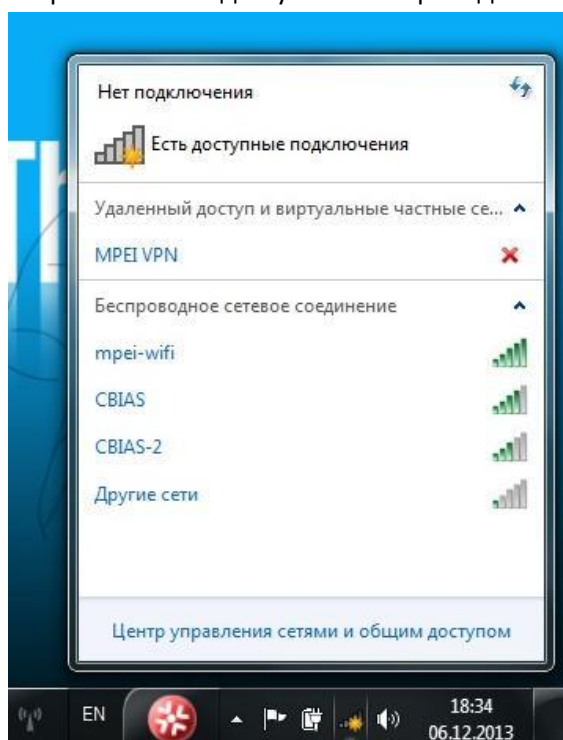 Нет подключения
Есть доступные подключения
Удаленный доступ и виртуальные частные се...
MPEI VPN
Беспроводное сетевое соединение
mpei-wifi
CBIAS
CBIAS-2
Другие сети
Центр управления сетями и общим доступом
EN
18:34
06.12.2013